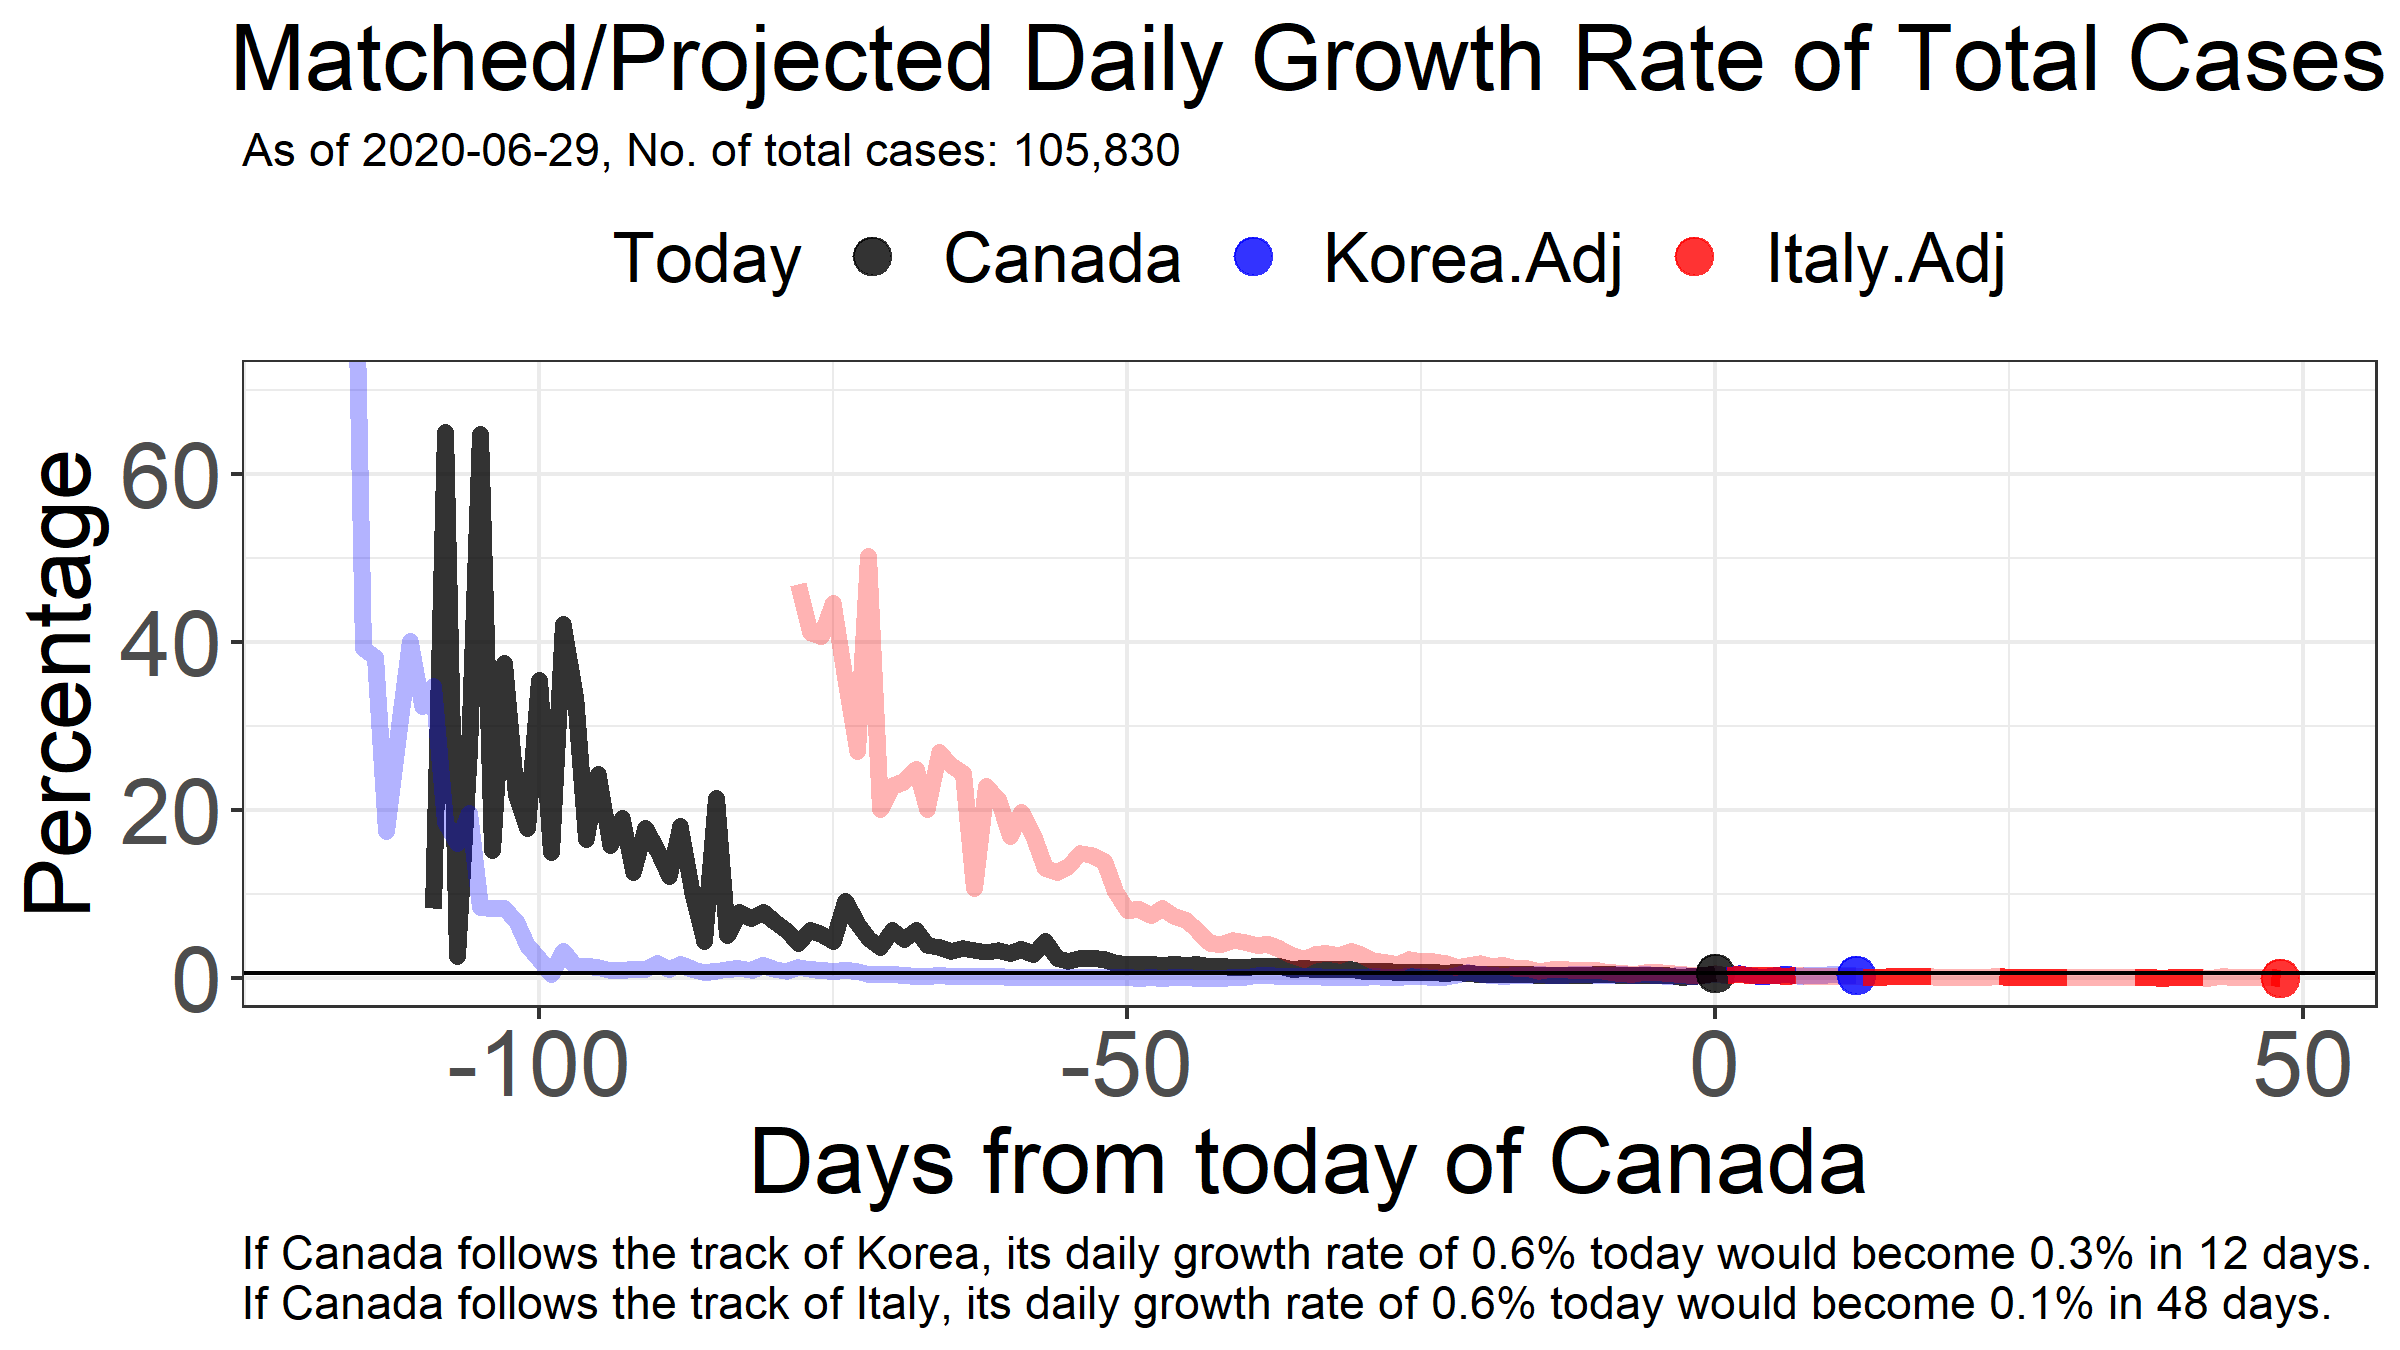 Matched/Projected Daily Growth Rate of Total Cases
As of 2020-06-29, No. of total cases: 105,830
Today Canada Korea.Adj Italy.Adj
Percentage
60
40
20
0
-100 -50 0 50
Days from today of Canada
If Canada follows the track of Korea, its daily growth rate of 0.6% today would become 0.3% in 12 days.
If Canada follows the track of Italy, its daily growth rate of 0.6% today would become 0.1% in 48 days.